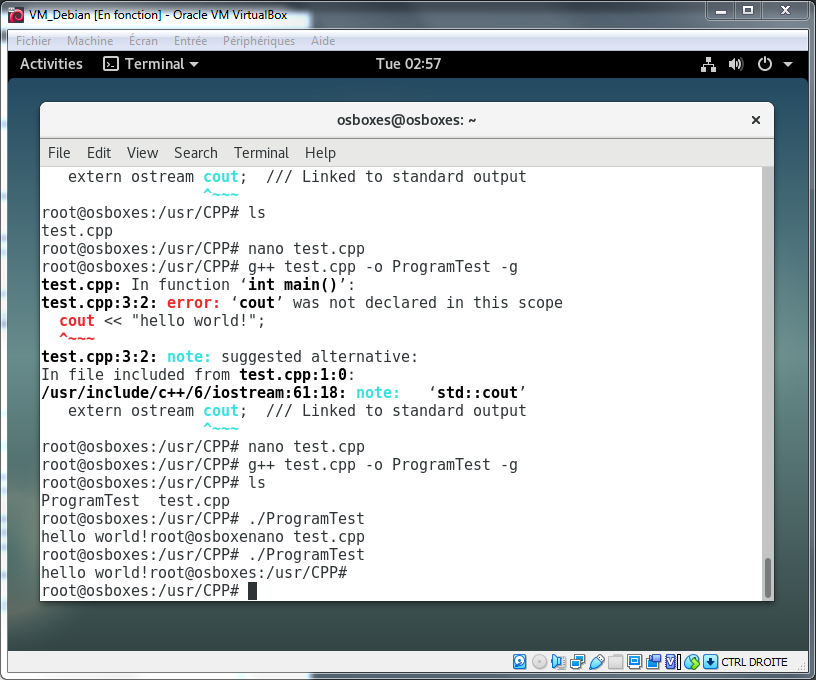 VM_Debian [En fonction] - Oracle VM VirtualBox
Fichier Machine Écran Entrée Périphériques Aide
Activities Terminal Tue 02:57
osboxes@osboxes: ~
File Edit View Search Terminal Help
extern ostream cout;  /// Linked to standard output
^~~~
root@osboxes:/usr/CPP# ls
test.cpp
root@osboxes:/usr/CPP# nano test.cpp
root@osboxes:/usr/CPP# g++ test.cpp -o ProgramTest -g
test.cpp: In function ‘int main()’:
test.cpp:3:2: error: ‘cout’ was not declared in this scope
cout << "hello world!";
^~~~
test.cpp:3:2: note: suggested alternative:
In file included from test.cpp:1:0:
/usr/include/c++/6/iostream:61:18: note:   ‘std::cout’
extern ostream cout;  /// Linked to standard output
^~~~
root@osboxes:/usr/CPP# nano test.cpp
root@osboxes:/usr/CPP# g++ test.cpp -o ProgramTest -g
root@osboxes:/usr/CPP# ls
ProgramTest  test.cpp
root@osboxes:/usr/CPP# ./ProgramTest
hello world!root@osboxenano test.cpp
root@osboxes:/usr/CPP# ./ProgramTest
hello world!root@osboxes:/usr/CPP#
root@osboxes:/usr/CPP#
CTRL DROITE